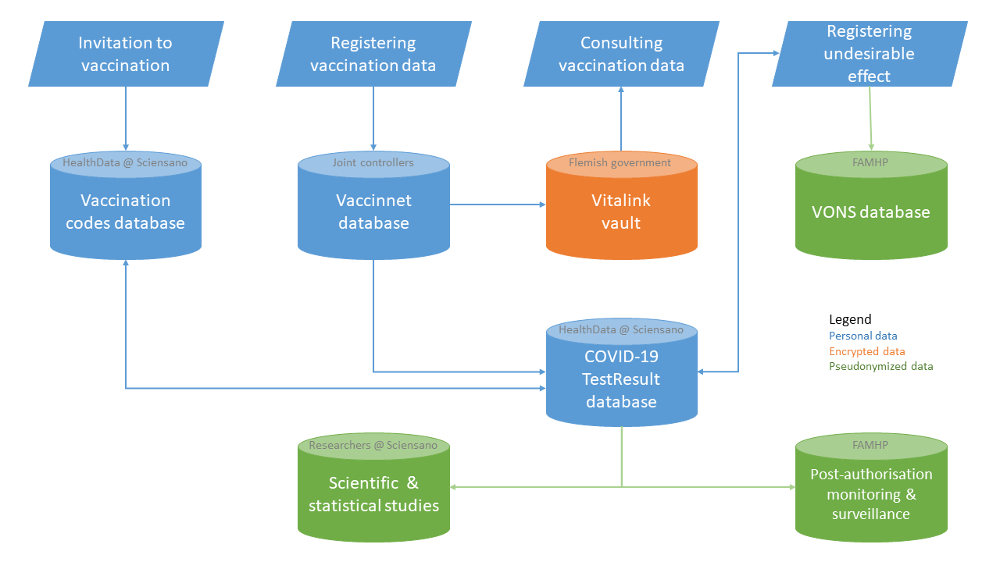 Invitation to
vaccination
Registering
vaccination data
Consulting
vaccination data
Registering
undesirable
effect
HealthData @ Sciensano
Vaccination
codes database
Joint controllers
Vaccinnet
database
Flemish government
Vitalink
vault
FAMHP
VONS database
HealthData @ Sciensano
COVID-19
TestResult
database
Legend
Personal data
Encrypted data
Pseudonymized data
Researchers @ Sciensano
Scientific &
statistical studies
FAMHP
Post-authorisation
monitoring &
surveillance